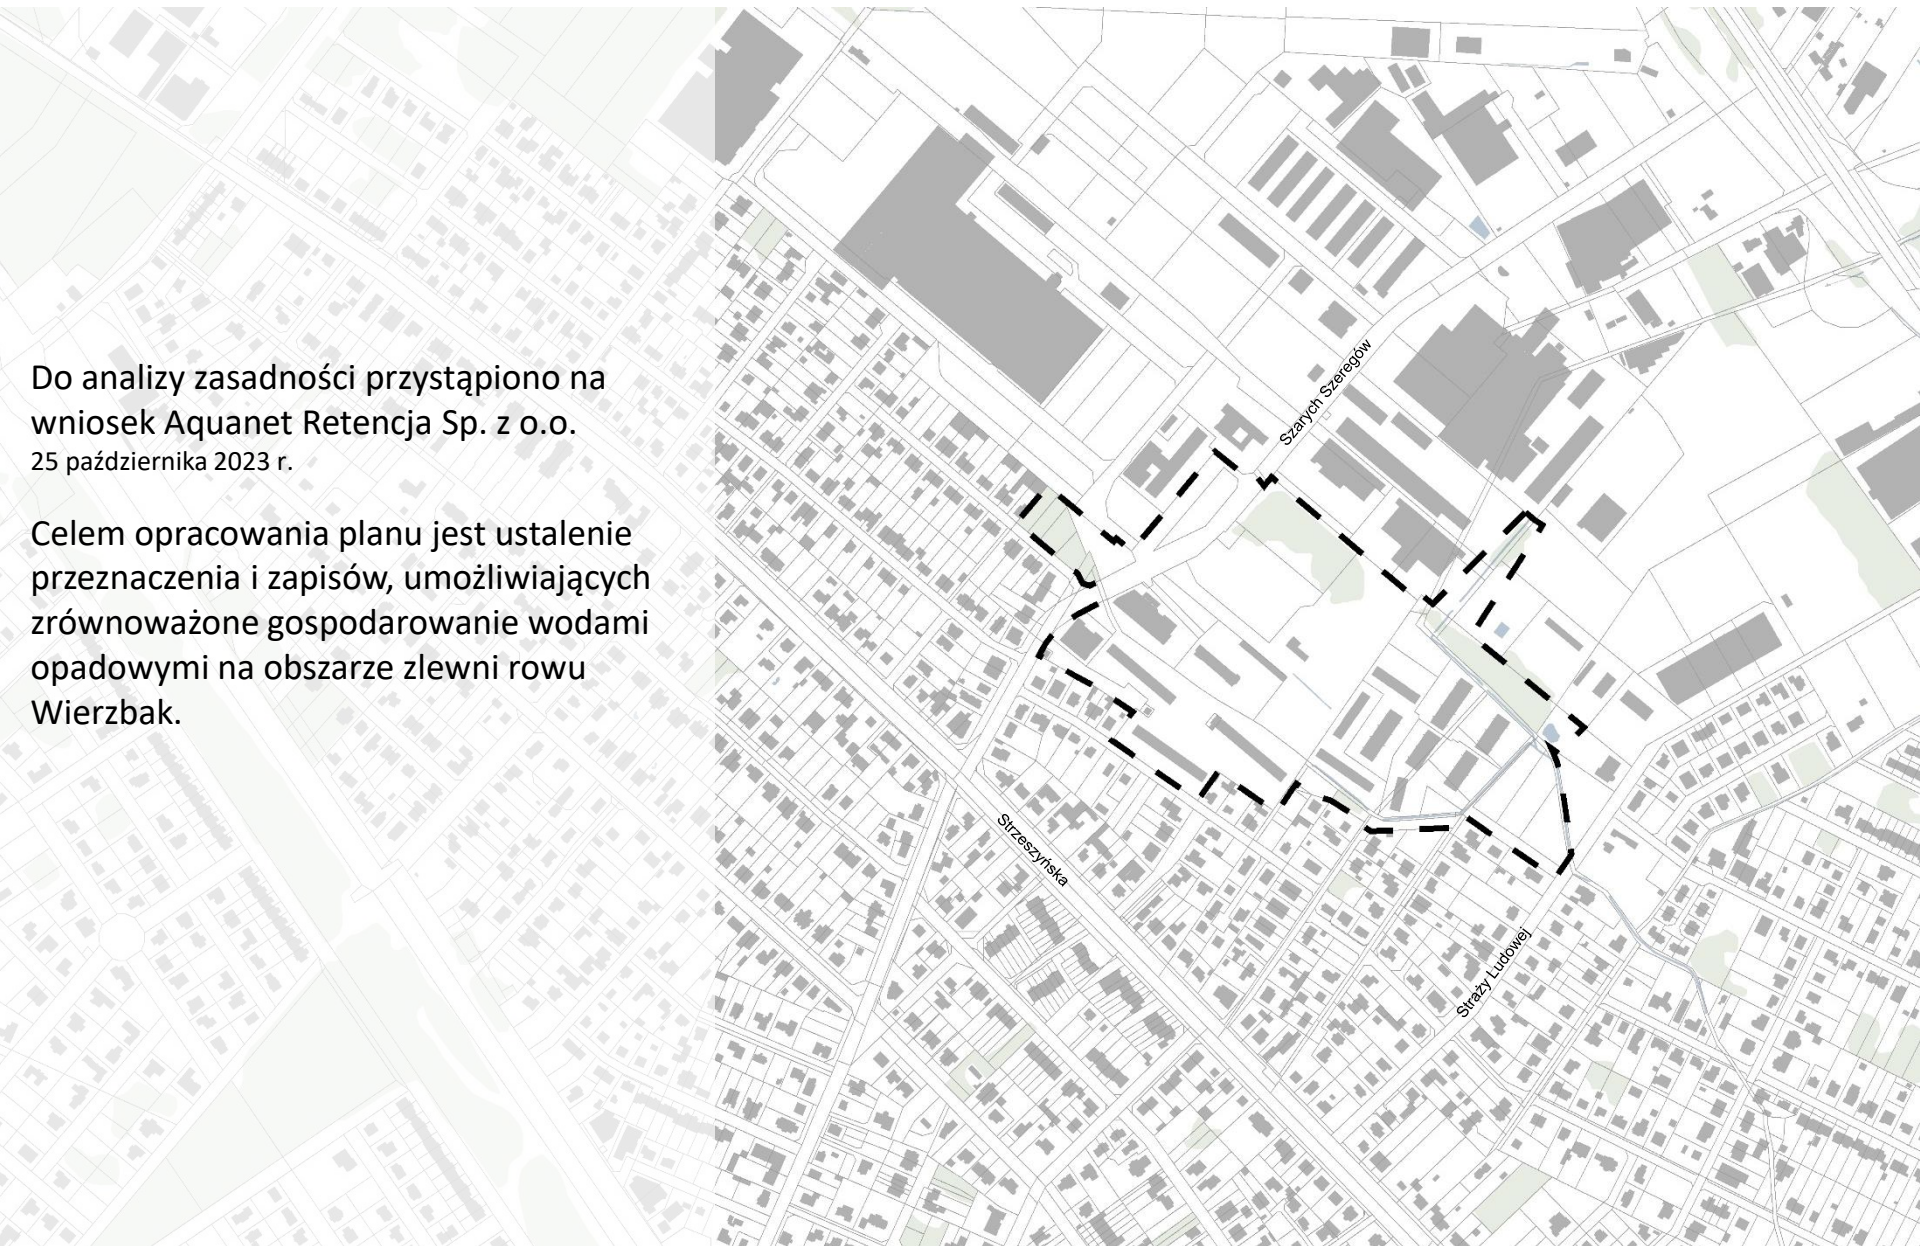 Do analizy zasadności przystąpiono na
wniosek Aquanet Retencja Sp. z o.o.
25 października 2023 r.
Celem opracowania planu jest ustalenie
przeznaczenia i zapisów, umożliwiających
zrównoważone gospodarowanie wodami
opadowymi na obszarze zlewni rowu
Wierzbak.
Szarych Szeregów
Strzeszyńska
Straży Ludowej